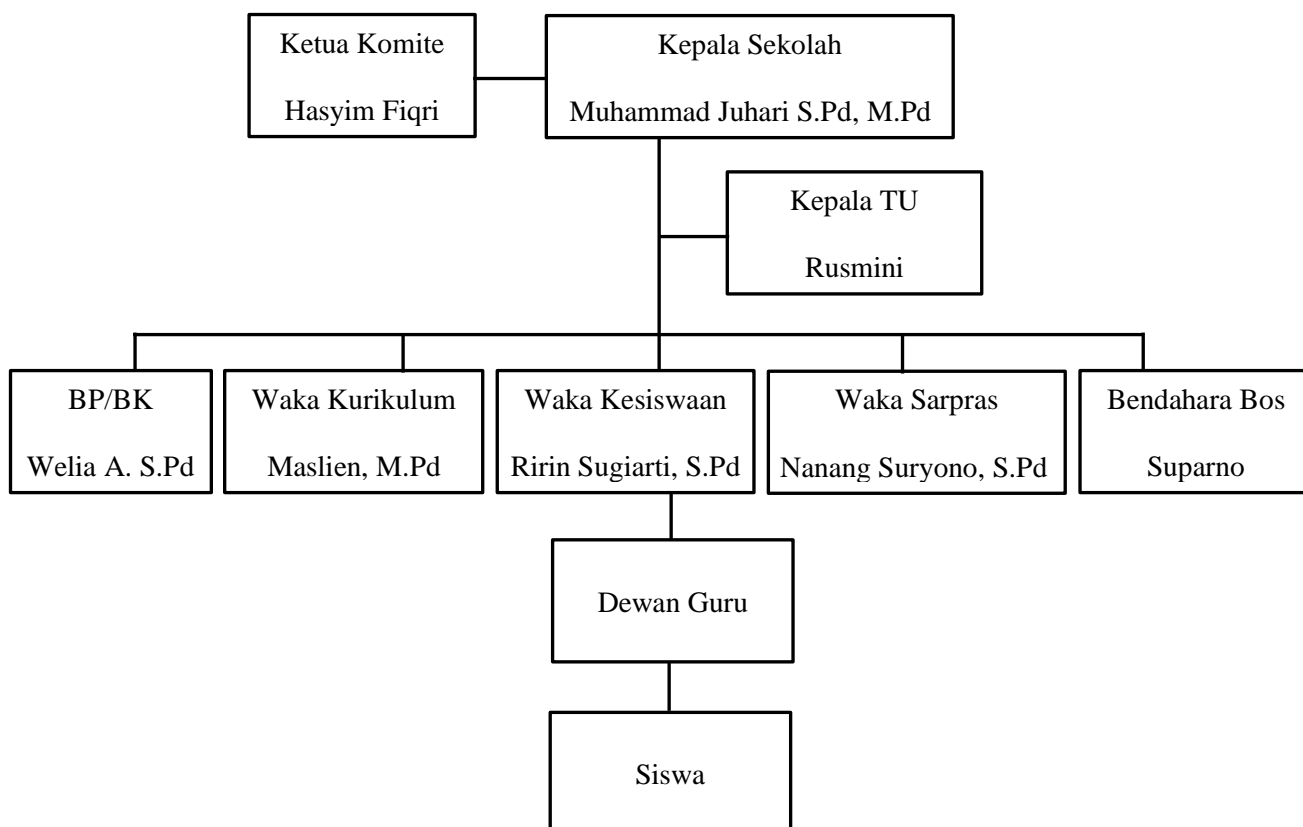 Ketua Komite
Hasyim Fiqri
Kepala Sekolah
Muhammad Juhari S.Pd, M.Pd
Kepala TU
Rusmini
BP/BK
Welia A. S.Pd
Waka Kurikulum
Maslien, M.Pd
Waka Kesiswaan
Ririn Sugiarti, S.Pd
Waka Sarpras
Nanang Suryono, S.Pd
Bendahara Bos
Suparno
Dewan Guru
Siswa